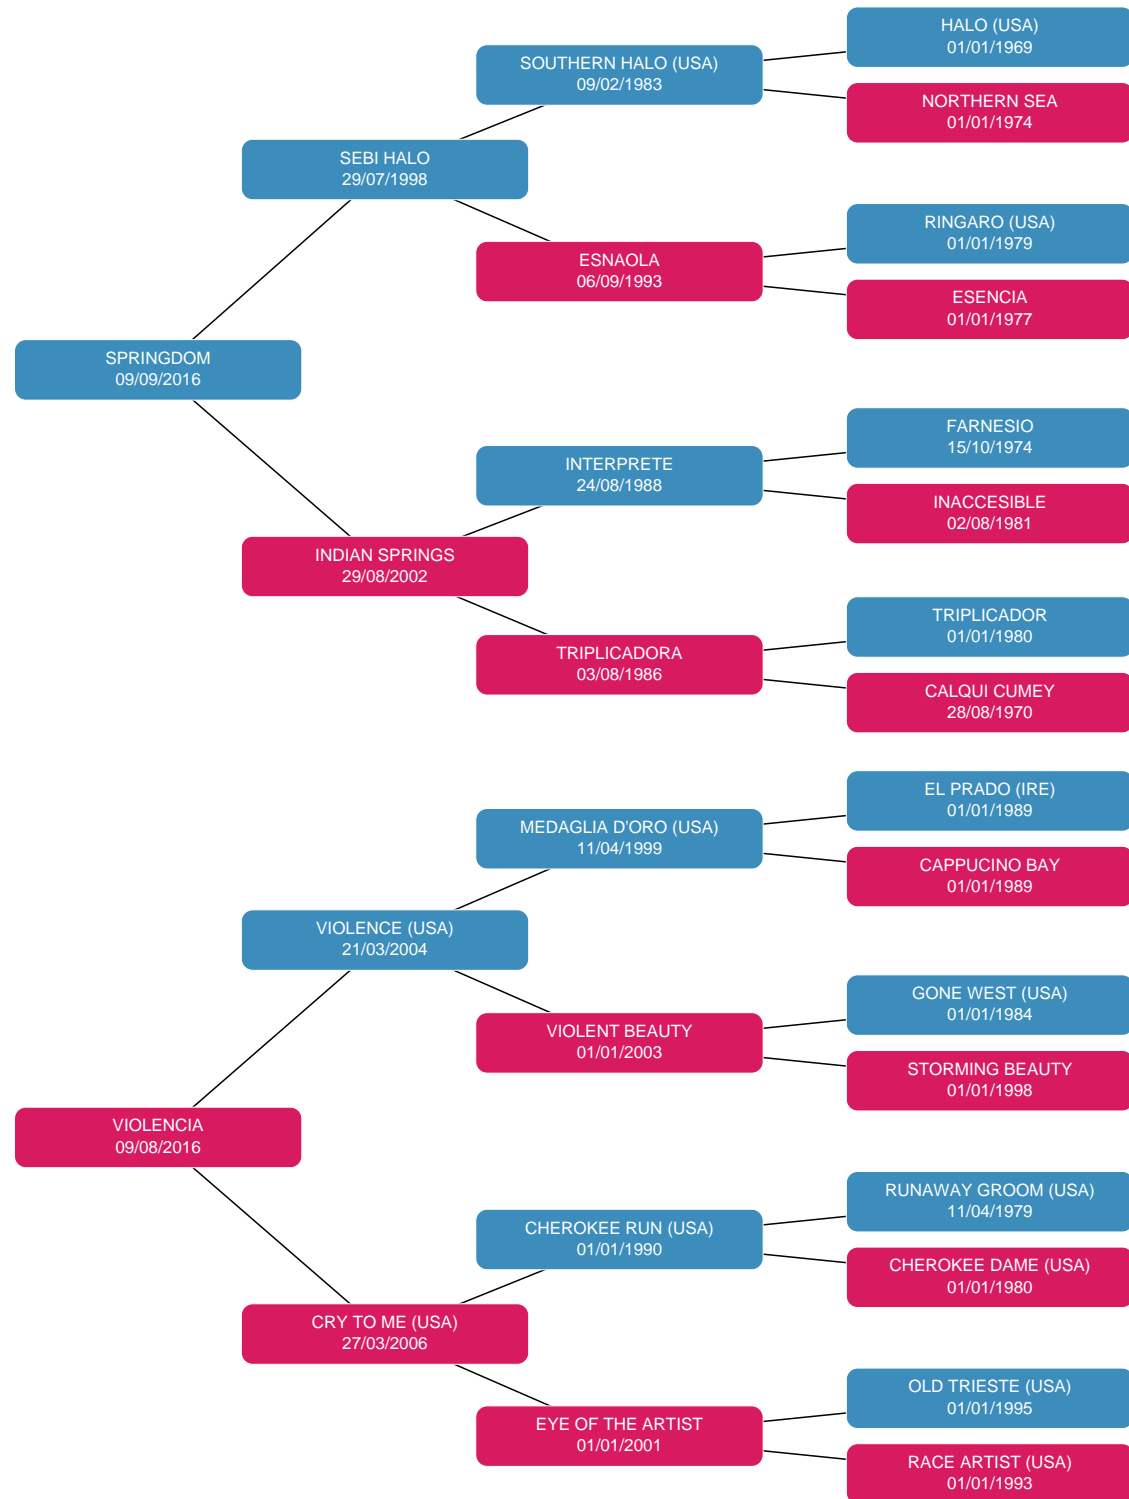 HALO (USA)
01/01/1969
SOUTHERN HALO (USA)
09/02/1983
NORTHERN SEA
01/01/1974
SEBI HALO
29/07/1998
RINGARO (USA)
01/01/1979
ESNAOLA
06/09/1993
ESENCIA
01/01/1977
SPRINGDOM
09/09/2016
FARNESIO
15/10/1974
INTERPRETE
24/08/1988
INACCESIBLE
02/08/1981
INDIAN SPRINGS
29/08/2002
TRIPLICADOR
01/01/1980
TRIPLICADORA
03/08/1986
CALQUI CUMEY
28/08/1970
EL PRADO (IRE)
01/01/1989
MEDAGLIA D'ORO (USA)
11/04/1999
CAPPUCINO BAY
01/01/1989
VIOLENCE (USA)
21/03/2004
GONE WEST (USA)
01/01/1984
VIOLENT BEAUTY
01/01/2003
STORMING BEAUTY
01/01/1998
VIOLENCIA
09/08/2016
RUNAWAY GROOM (USA)
11/04/1979
CHEROKEE RUN (USA)
01/01/1990
CHEROKEE DAME (USA)
01/01/1980
CRY TO ME (USA)
27/03/2006
OLD TRIESTE (USA)
01/01/1995
EYE OF THE ARTIST
01/01/2001
RACE ARTIST (USA)
01/01/1993